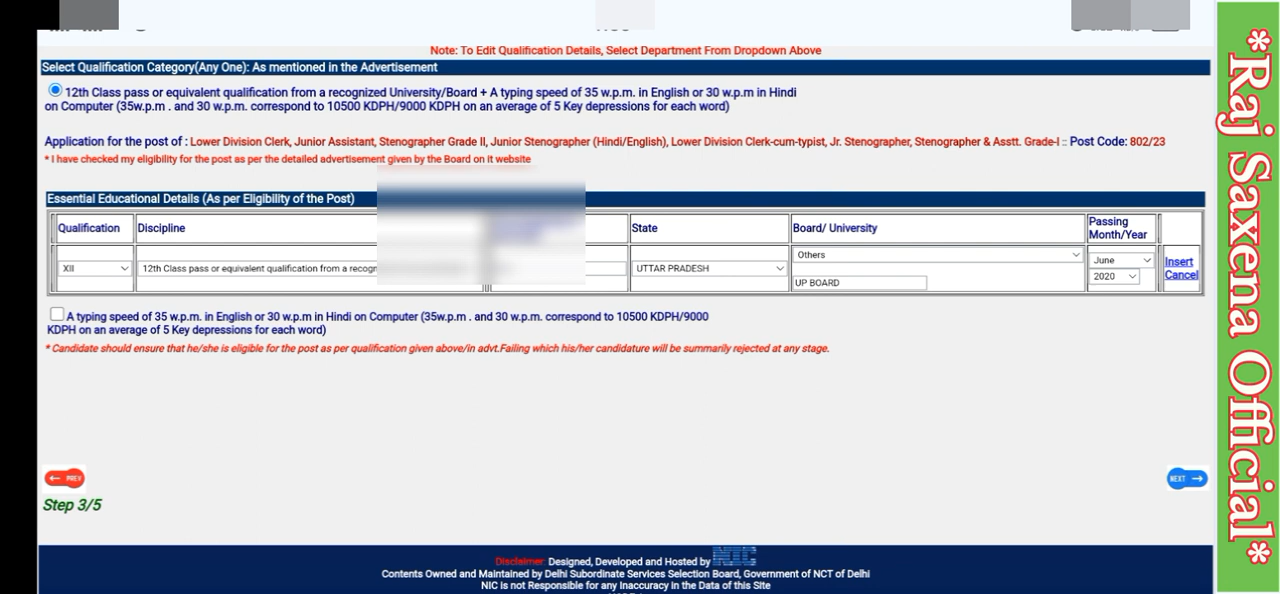 Note: To Edit Qualification Details, Select Department From Dropdown Above
Select Qualification Category(Any One): As mentioned in the Advertisement
12th Class pass or equivalent qualification from a recognized University/Board + A typing speed of 35 w.p.m. in English or 30 w.p.m in Hindi
on Computer (35w.p.m . and 30 w.p.m. correspond to 10500 KDPH/9000 KDPH on an average of 5 Key depressions for each word)
Application for the post of : Lower Division Clerk, Junior Assistant, Stenographer Grade II, Junior Stenographer (Hindi/English), Lower Division Clerk-cum-typist, Jr. Stenographer, Stenographer & Asstt. Grade-I :: Post Code: 802/23
* I have checked my eligibility for the post as per the detailed advertisement given by the Board on it website
Essential Educational Details (As per Eligibility of the Post)
Qualification Discipline State Board/ University Passing
Month/Year
XII 12th Class pass or equivalent qualification from a recogn UTTAR PRADESH Others June Insert
UP BOARD 2020 Cancel
A typing speed of 35 w.p.m. in English or 30 w.p.m in Hindi on Computer (35w.p.m . and 30 w.p.m. correspond to 10500 KDPH/9000
KDPH on an average of 5 Key depressions for each word)
* Candidate should ensure that he/she is eligible for the post as per qualification given above/in advt.Failing which his/her candidature will be summarily rejected at any stage.
← PREV
NEXT →
Step 3/5
Disclaimer: Designed, Developed and Hosted by NIC
Contents Owned and Maintained by Delhi Subordinate Services Selection Board, Government of NCT of Delhi
NIC is not Responsible for any Inaccuracy in the Data of this Site
*Raj Saxena Official*